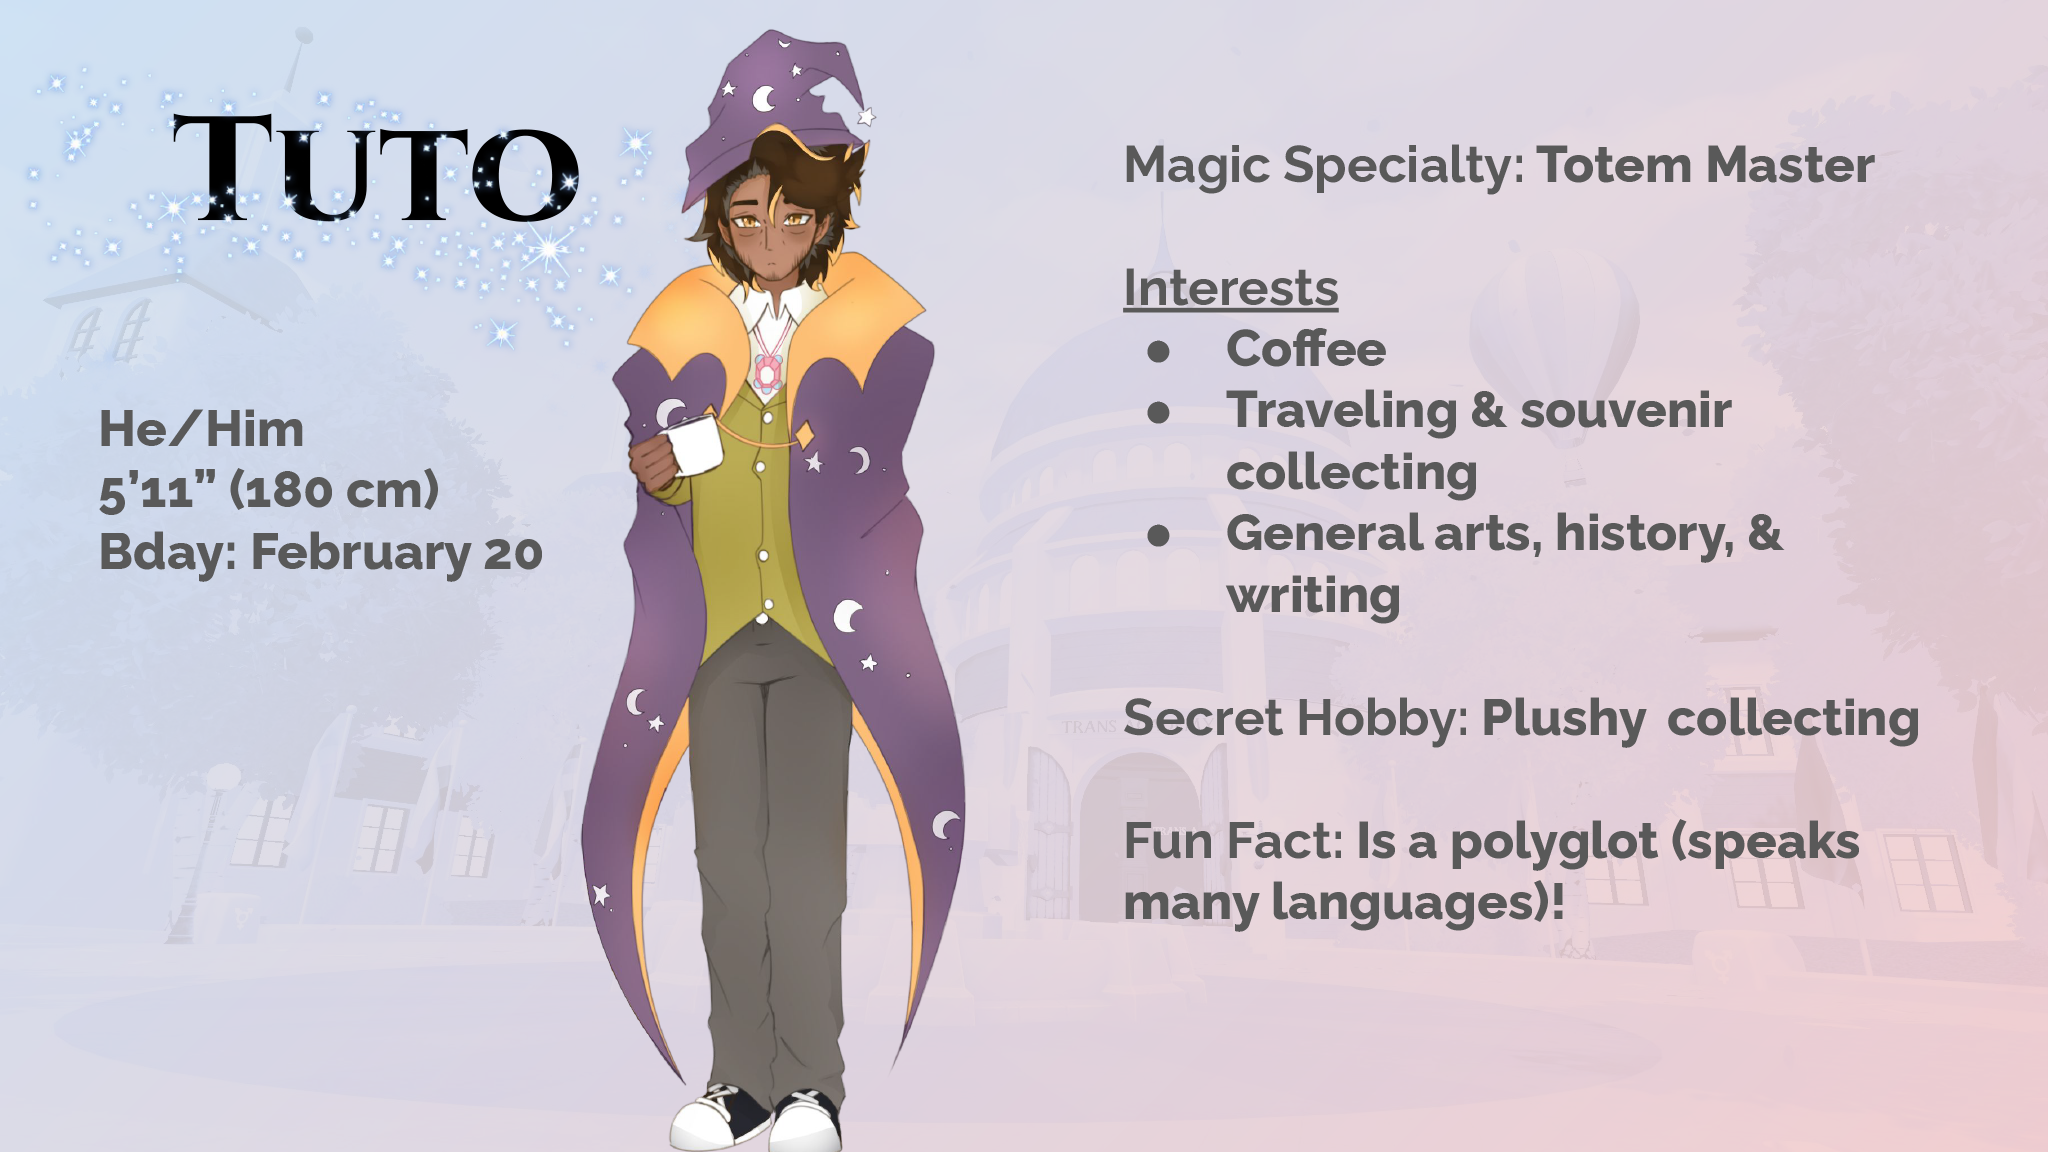 TUTO
He/Him
5’11” (180 cm)
Bday: February 20
Magic Specialty: Totem Master
Interests
● Coffee
● Traveling & souvenir
collecting
● General arts, history, &
writing
Secret Hobby: Plushy collecting
Fun Fact: Is a polyglot (speaks
many languages)!
TRANS